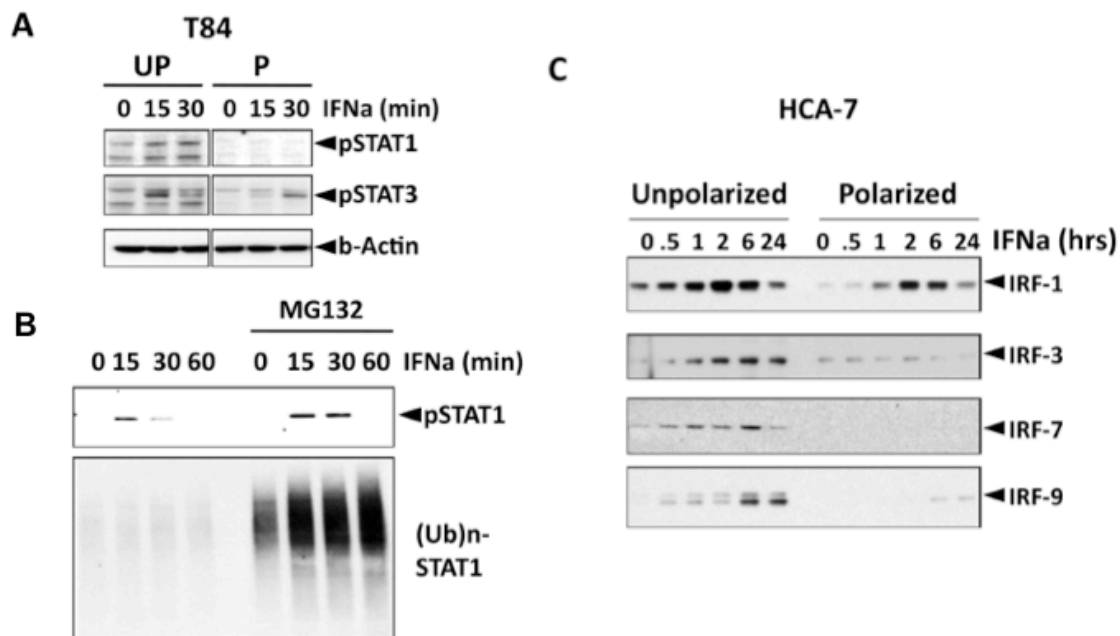 A
T84
UP P
0 15 30 0 15 30 IFNa (min)
pSTAT1
pSTAT3
b-Actin
B
MG132
0 15 30 60 0 15 30 60 IFNa (min)
pSTAT1
(Ub)n-
STAT1
C
HCA-7
Unpolarized Polarized
0 .5 1 2 6 24 0 .5 1 2 6 24 IFNa (hrs)
IRF-1
IRF-3
IRF-7
IRF-9